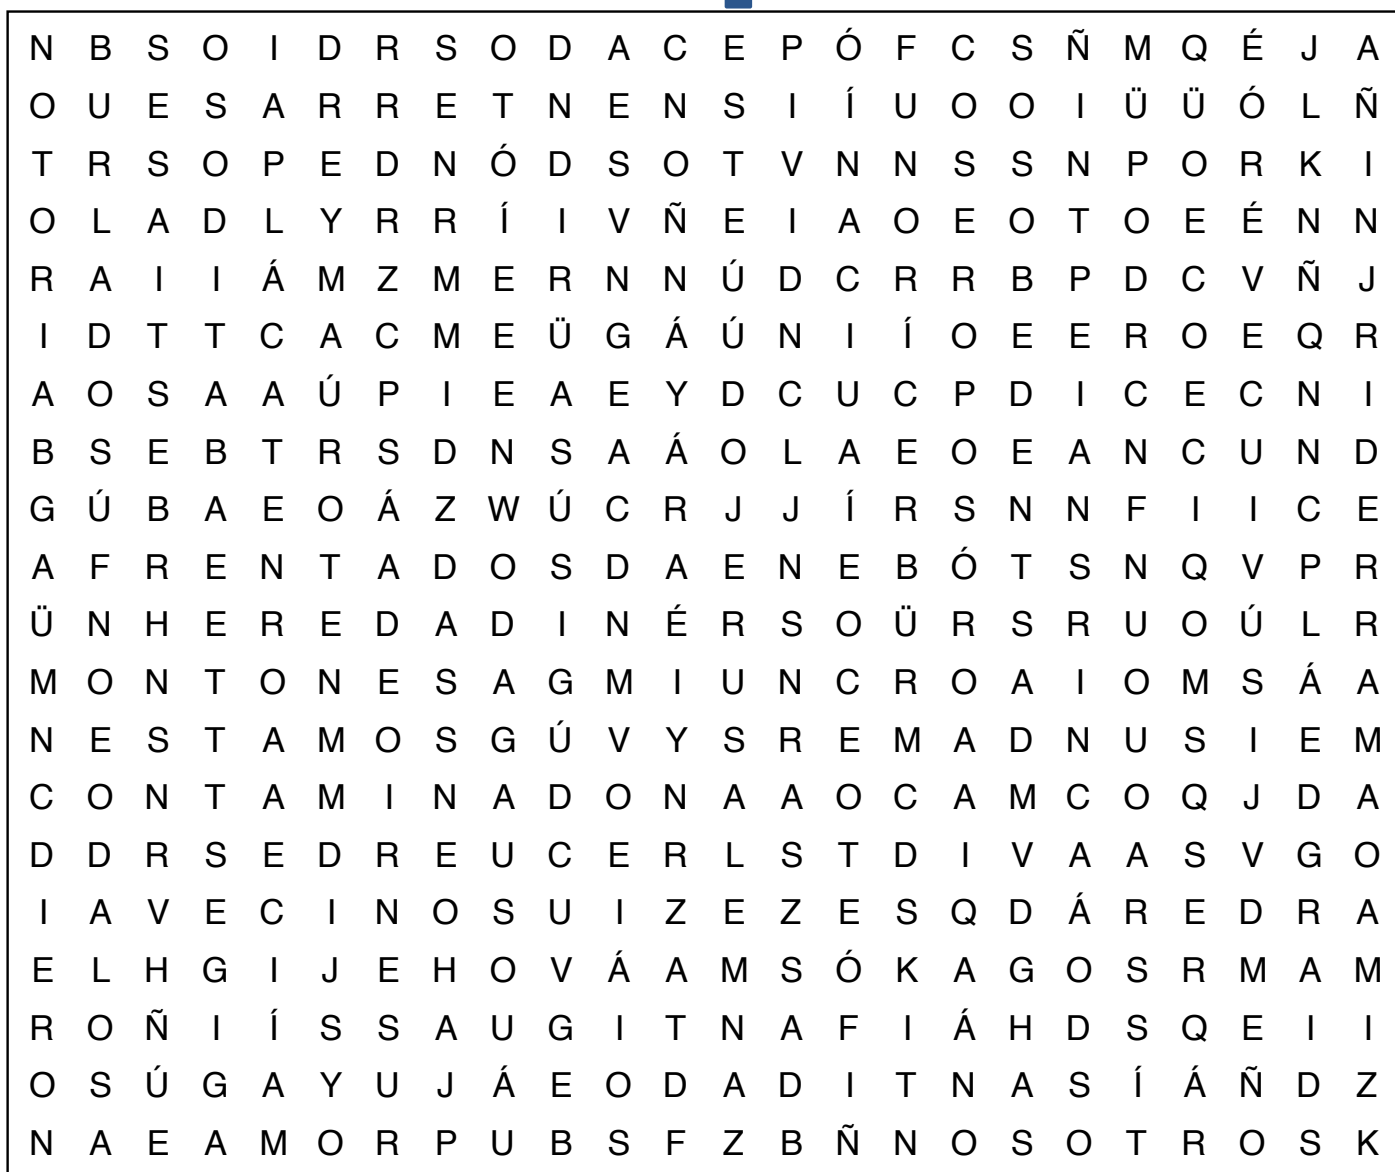 N B S O I D R S O D A C E P Ó F C S Ñ M Q É J A
O U E S A R R E T N E N S I Í U O O I Ü Ü Ó L Ñ
T R S O P E D N Ó D S O T V N N S S N P O R K I
O L A D L Y R R Í I V Ñ E I A O E O T O E É N N
R A I I Á M Z M E R N N Ú D C R R B P D C V Ñ J
I D T T C A C M E Ü G Á Ú N I Í O E E R O E Q R
A O S A A Ú P I E A E Y D C U C P D I C E C N I
B S E B T R S D N S A Á O L A E O E A N C U N D
G Ú B A E O Á Z W Ú C R J J Í R S N N F I I C E
A F R E N T A D O S D A E N E B Ó T S N Q V P R
Ü N H E R E D A D I N É R S O Ü R S R U O Ú L R
M O N T O N E S A G M I U N C R O A I O M S Á A
N E S T A M O S G Ú V Y S R E M A D N U S I E M
C O N T A M I N A D O N A A O C A M C O Q J D A
D D R S E D R E U C E R L S T D I V A A S V G O
I A V E C I N O S U I Z E Z E S Q D Á R E D R A
E L H G I J E H O V Á A M S Ó K A G O S R M A M
R O Ñ I Í S S A U G I T N A F I Á H D S Q E I I
O S Ú G A Y U J Á E O D A D I T N A S Í Á Ñ D Z
N A E A M O R P U B S F Z B Ñ N O S O T R O S K